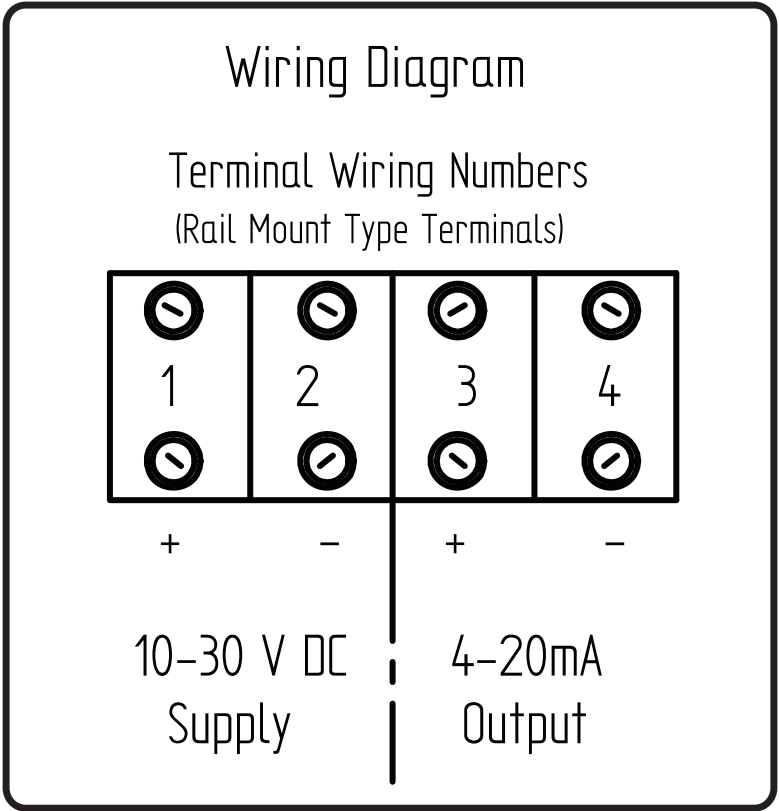 Wiring Diagram
Terminal Wiring Numbers
(Rail Mount Type Terminals)
1 2 3 4
+ − + −
10-30 V DC 4-20mA
Supply Output